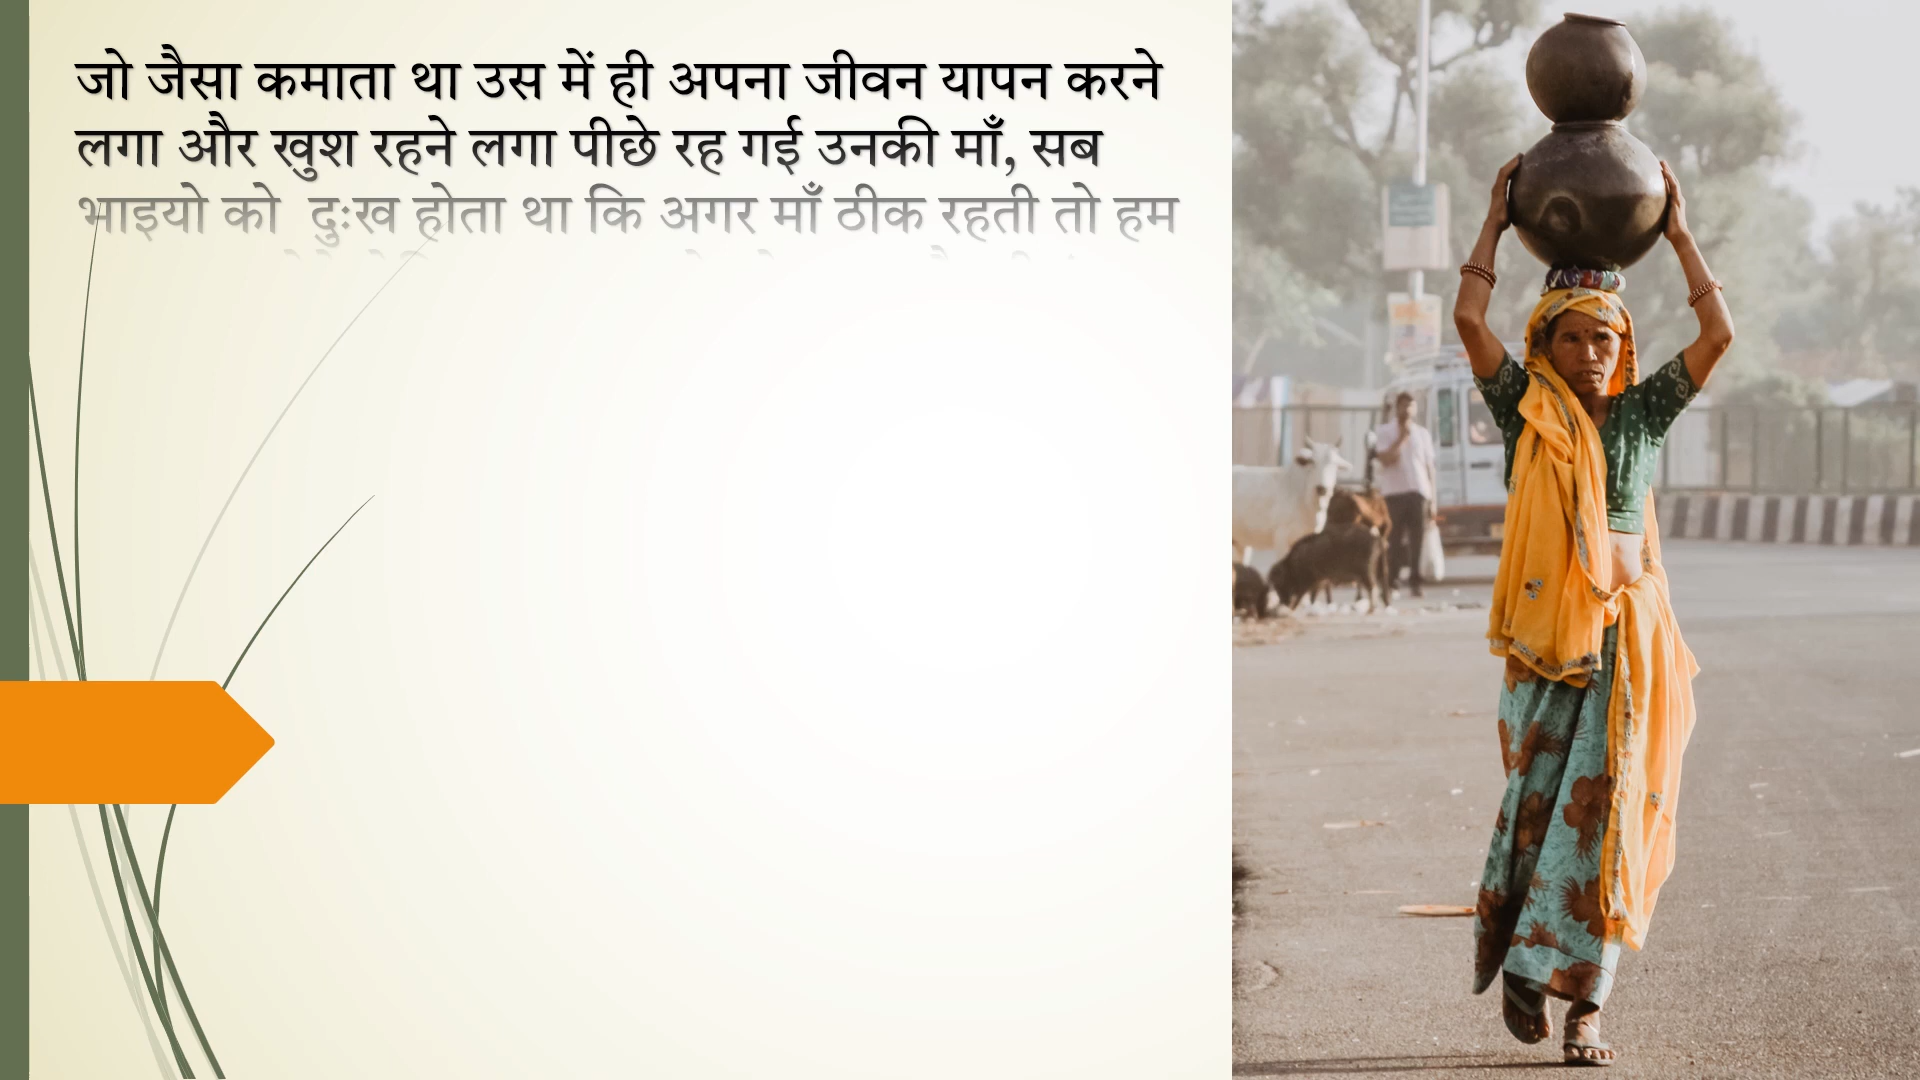 जो जैसा कमाता था उस में ही अपना जीवन यापन करने
लगा और खुश रहने लगा पीछे रह गई उनकी माँ, सब
भाइयो को  दुःख होता था कि अगर माँ ठीक रहती तो हम